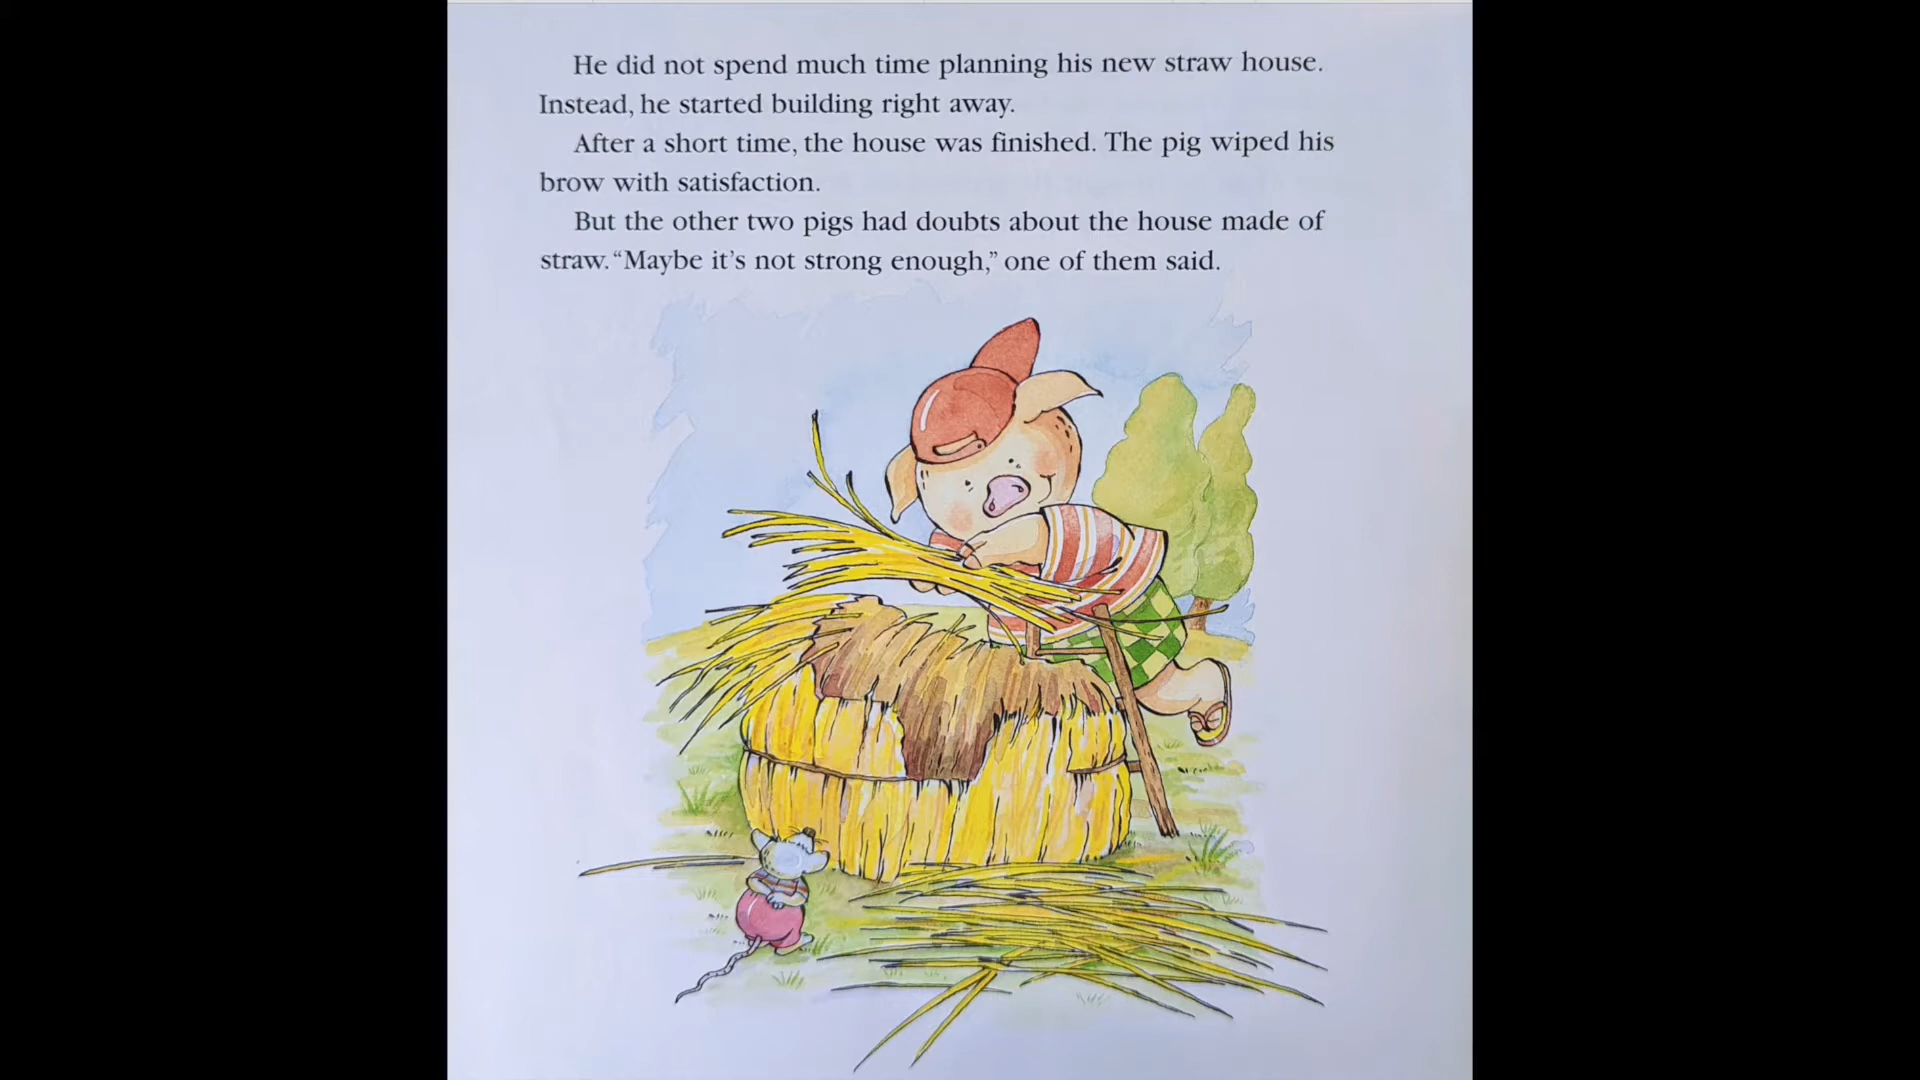 He did not spend much time planning his new straw house.
Instead, he started building right away.
After a short time, the house was finished. The pig wiped his
brow with satisfaction.
But the other two pigs had doubts about the house made of
straw. “Maybe it’s not strong enough,” one of them said.